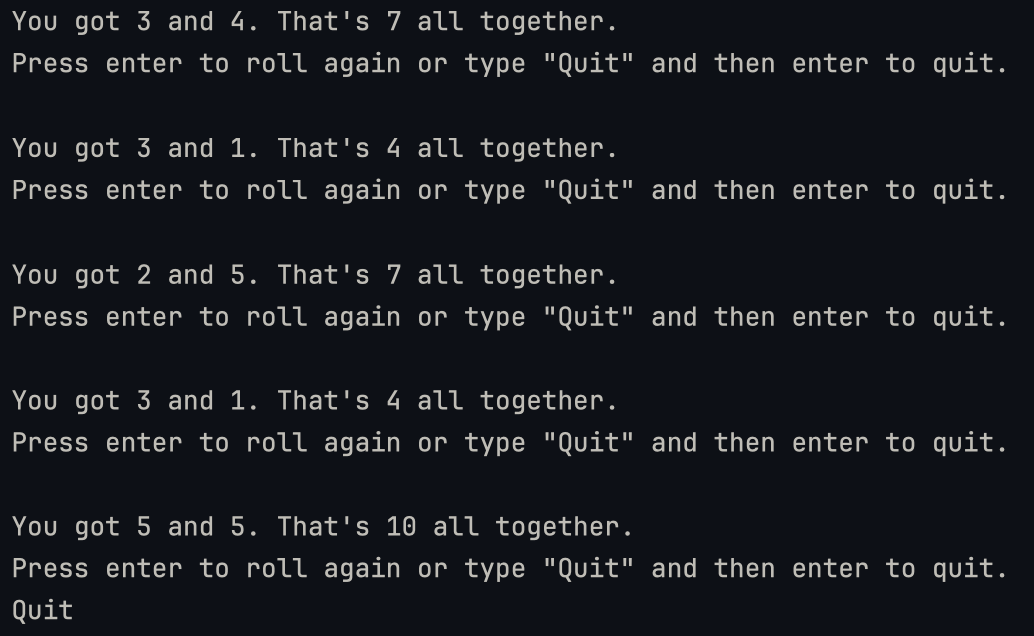 You got 3 and 4. That's 7 all together.
Press enter to roll again or type "Quit" and then enter to quit.
You got 3 and 1. That's 4 all together.
Press enter to roll again or type "Quit" and then enter to quit.
You got 2 and 5. That's 7 all together.
Press enter to roll again or type "Quit" and then enter to quit.
You got 3 and 1. That's 4 all together.
Press enter to roll again or type "Quit" and then enter to quit.
You got 5 and 5. That's 10 all together.
Press enter to roll again or type "Quit" and then enter to quit.
Quit